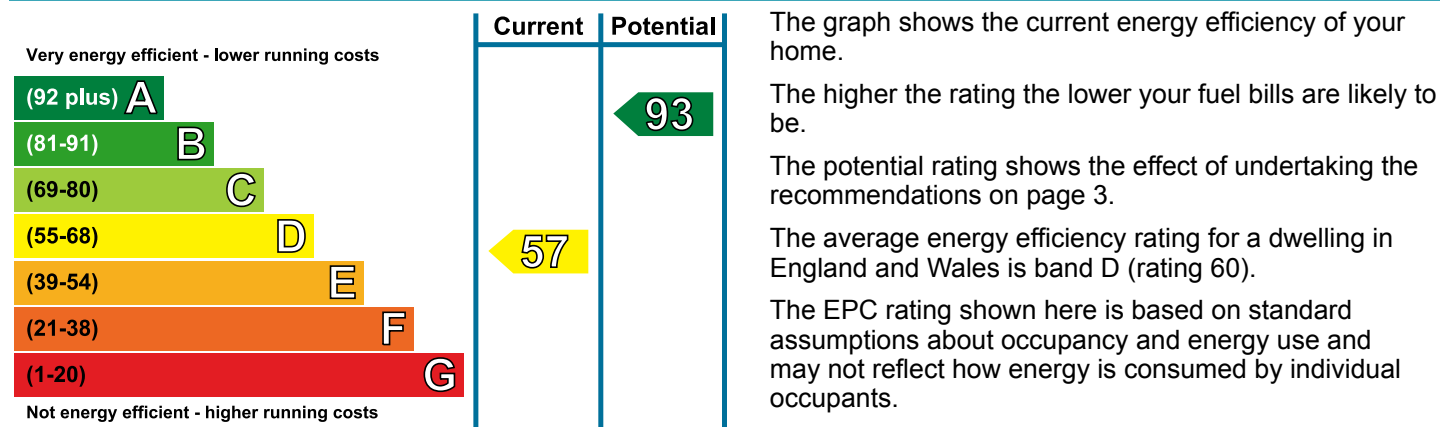 Current Potential
Very energy efficient - lower running costs
(92 plus) A
93
(81-91) B
(69-80) C
(55-68) D
57
(39-54) E
(21-38) F
(1-20) G
Not energy efficient - higher running costs
The graph shows the current energy efficiency of your
home.
The higher the rating the lower your fuel bills are likely to
be.
The potential rating shows the effect of undertaking the
recommendations on page 3.
The average energy efficiency rating for a dwelling in
England and Wales is band D (rating 60).
The EPC rating shown here is based on standard
assumptions about occupancy and energy use and
may not reflect how energy is consumed by individual
occupants.